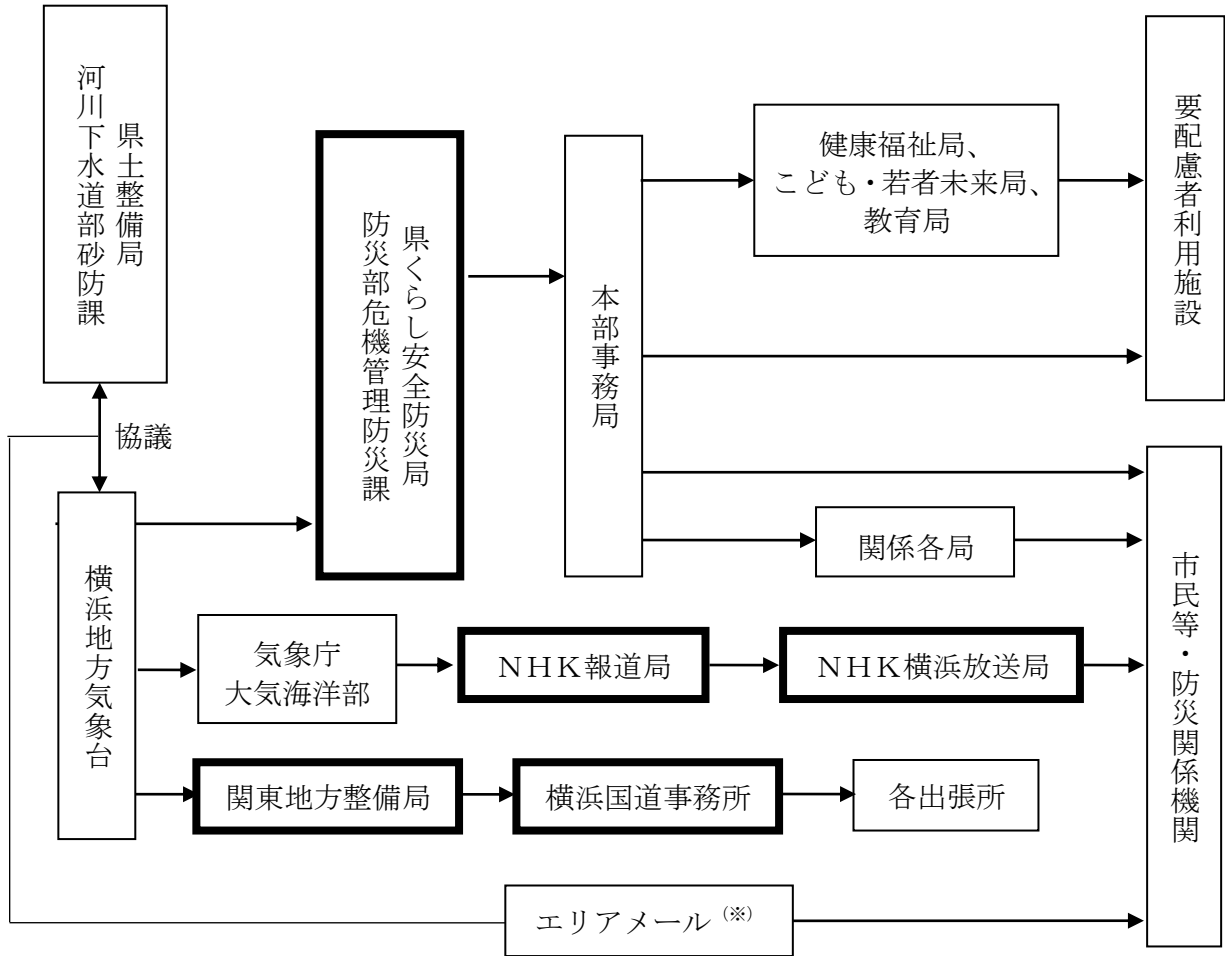 県土整備局
河川下水道部砂防課
協議
横浜地方気象台
県くらし安全防災局
防災部危機管理防災課
本部事務局
健康福祉局、
こども・若者未来局、
教育局
要配慮者利用施設
関係各局
市民等・防災関係機関
気象庁
大気海洋部
ＮＨＫ報道局
ＮＨＫ横浜放送局
関東地方整備局
横浜国道事務所
各出張所
エリアメール（※）